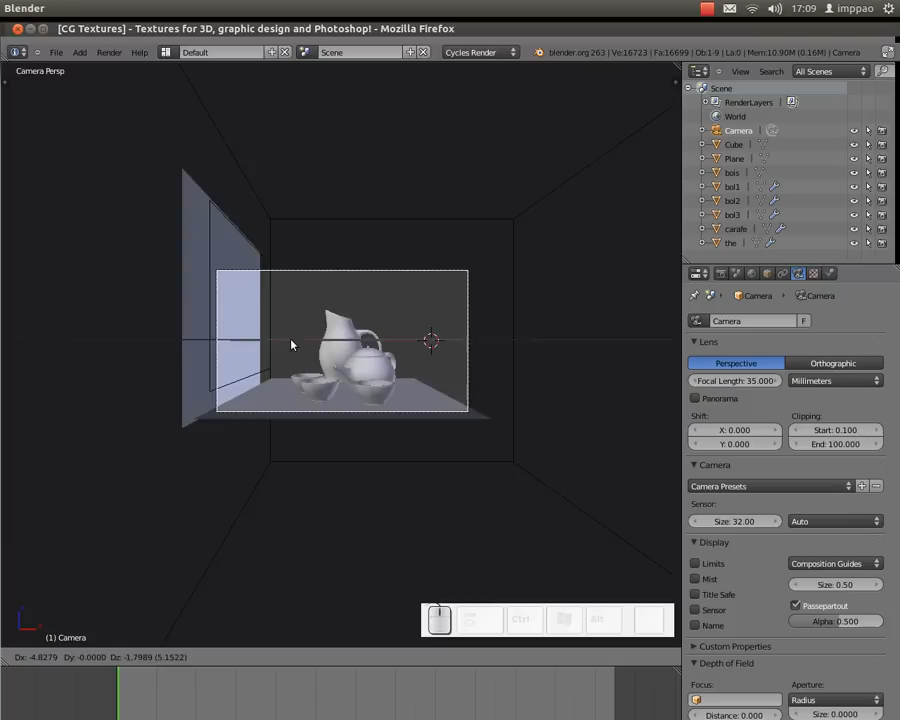 Blender
17:09
imppao
[CG Textures] - Textures for 3D, graphic design and Photoshop! - Mozilla Firefox
File
Add
Render
Help
Default
Scene
Cycles Render
blender.org 263 | Ve:16723 | Fa:16699 | Ob:1-9 | La:0 | Mem:10.90M (0.16M) | Camera
Camera Persp
View
Search
All Scenes
Scene
RenderLayers
World
Camera
Cube
Plane
bois
bol1
bol2
bol3
carafe
the
Camera
Camera
Camera
F
Lens
Perspective
Orthographic
Focal Length: 35.000
Millimeters
Panorama
Shift:
Clipping:
X: 0.000
Start: 0.100
Y: 0.000
End: 100.000
Camera
Camera Presets
Sensor:
Size: 32.00
Auto
Display
Limits
Composition Guides
Mist
Size: 0.50
Title Safe
Sensor
Passepartout
Name
Alpha: 0.500
Custom Properties
Depth of Field
Focus:
Aperture:
Radius
Distance: 0.000
Size: 0.0000
Ctrl
Alt
(1) Camera
Dx: -4.8279 Dy: -0.0000 Dz: -1.7989 (5.1522)